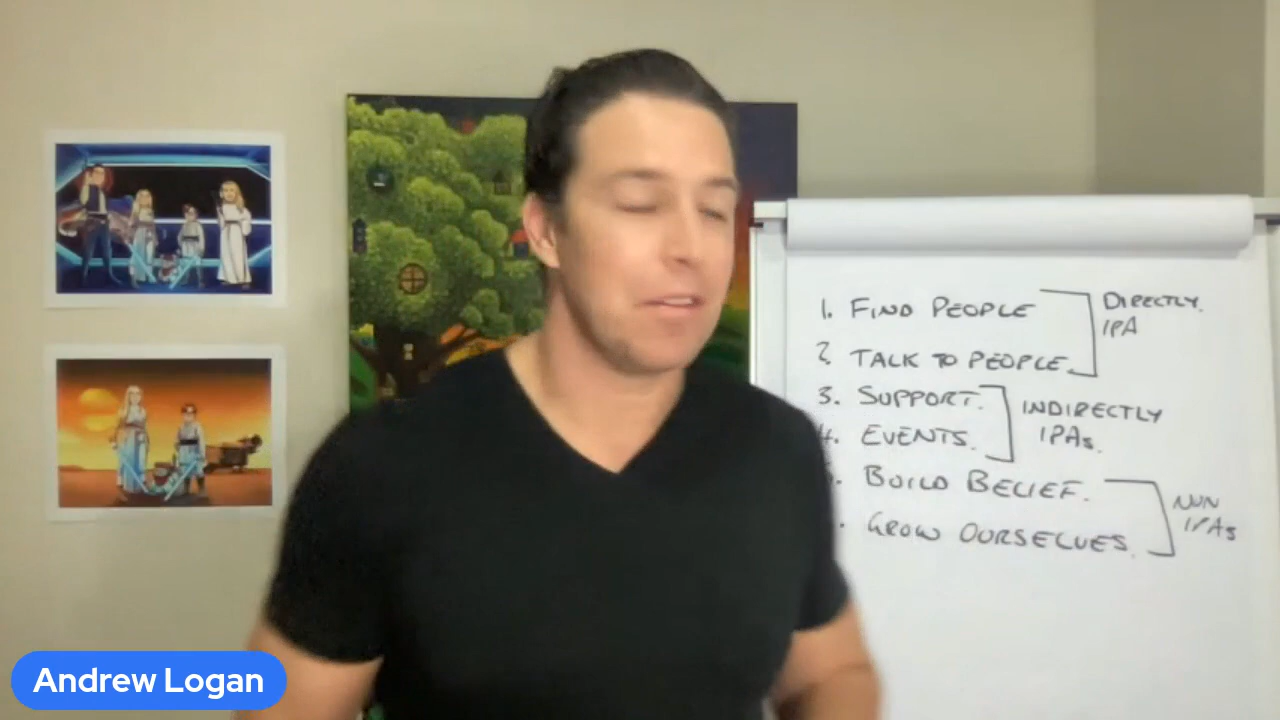 1. FIND PEOPLE
DIRECTLY.
IPA
2. TALK TO PEOPLE.
3. SUPPORT.
INDIRECTLY
IPAs.
4. EVENTS.
. BUILD BELIEF.
NON
IPAs
. GROW OURSELVES.
Andrew Logan